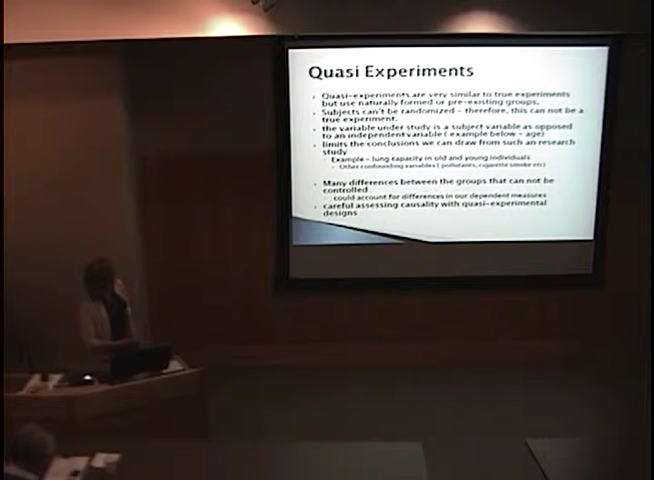 Quasi Experiments
Quasi-experiments are very similar to true experiments
but use naturally formed or pre-existing groups.
Subjects can't be randomized - therefore, this can not be a
true experiment.
the variable under study is a subject variable as opposed
to an independent variable ( example below - age)
limits the conclusions we can draw from such an research
study
Example - lung capacity in old and young individuals
Other confounding variables ( pollutants, cigarette smoke etc)
Many differences between the groups that can not be
controlled
could account for differences in our dependent measures
careful assessing causality with quasi-experimental
designs